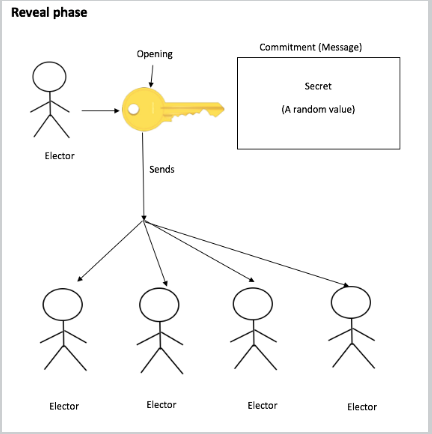 Reveal phase
Opening
Commitment (Message)
Secret
(A random value)
Elector
Sends
Elector
Elector
Elector
Elector